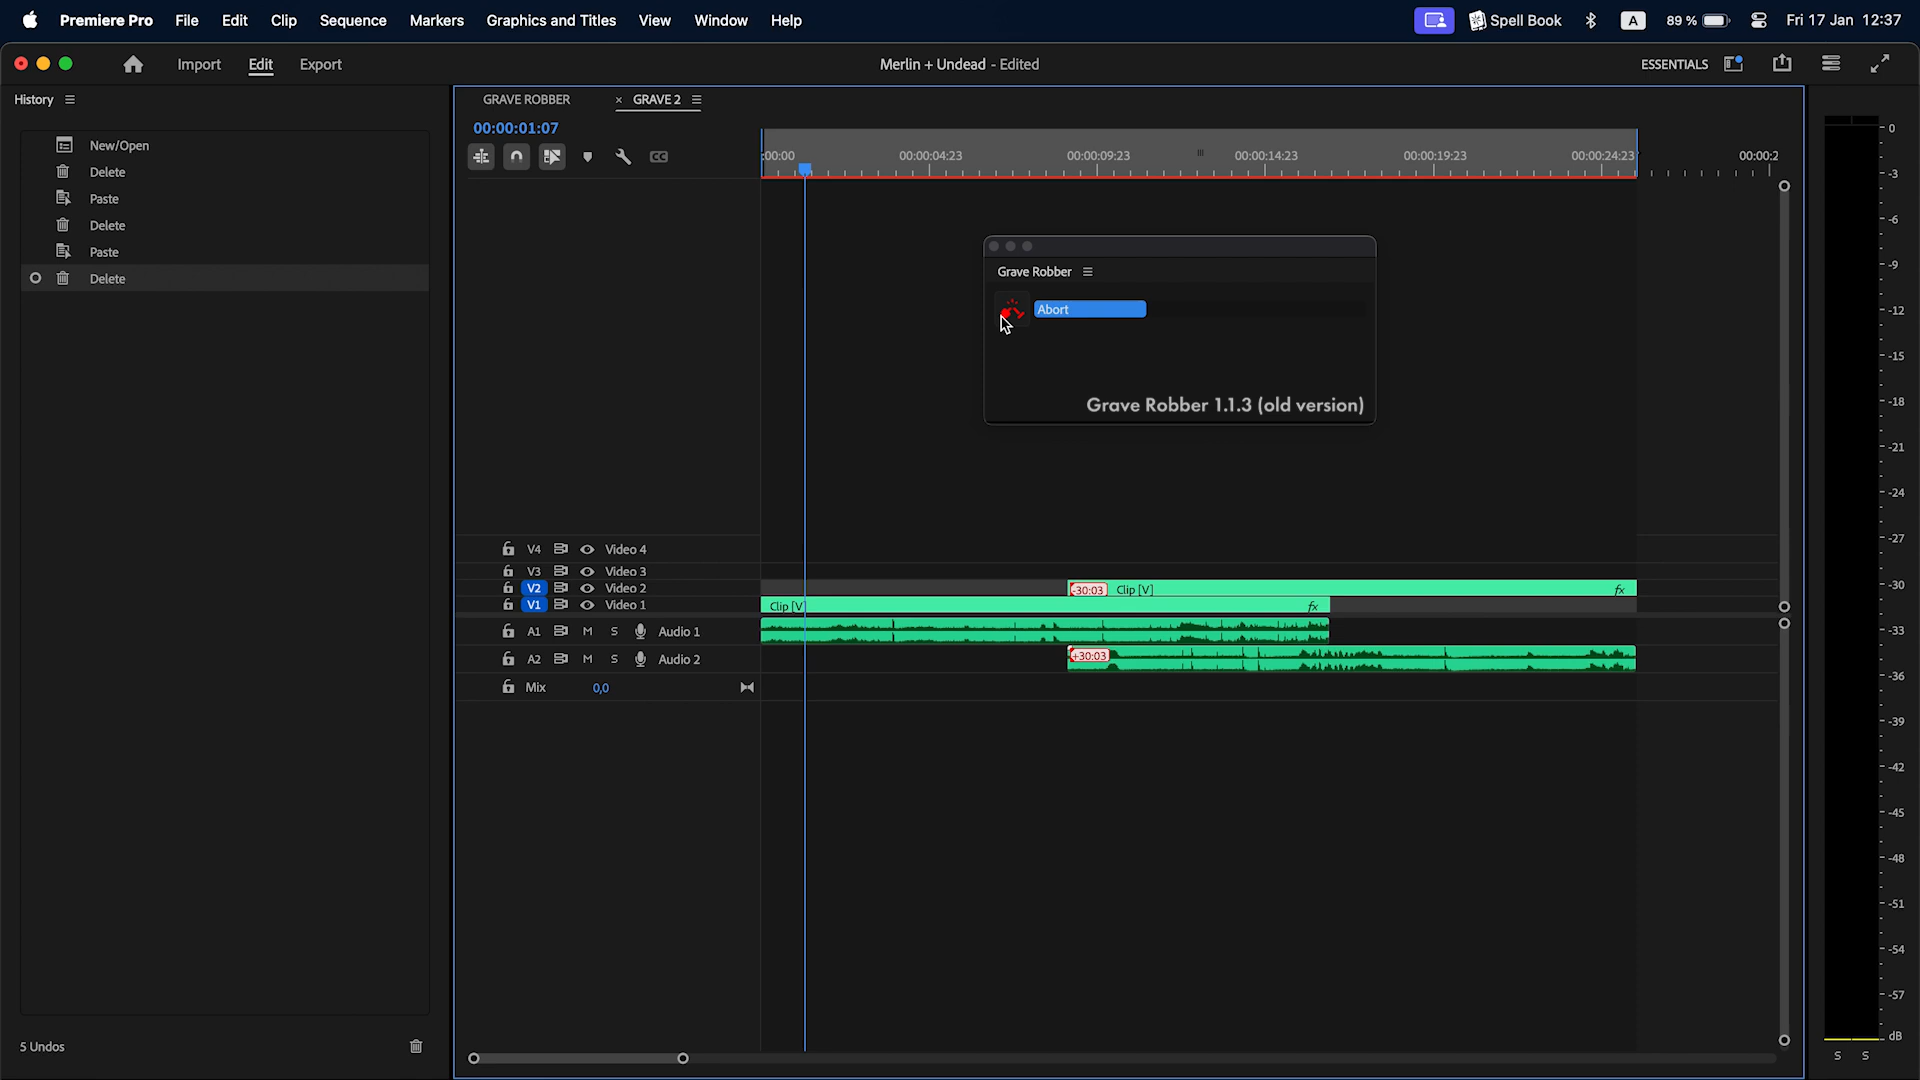 Premiere Pro File Edit Clip Sequence Markers Graphics and Titles View Window Help Spell Book A 89 % Fri 17 Jan 12:37
Import Edit Export Merlin + Undead - Edited ESSENTIALS
History
New/Open
Delete
Paste
Delete
Paste
Delete
5 Undos
GRAVE ROBBER × GRAVE 2
00:00:01:07
CC
:00:00 00:00:04:23 00:00:09:23 00:00:14:23 00:00:19:23 00:00:24:23 00:00:2
Grave Robber
Abort
Grave Robber 1.1.3 (old version)
V4 Video 4
V3 Video 3
V2 Video 2 -30:03 Clip [V] fx
V1 Video 1 Clip [V] fx
A1 M S Audio 1
A2 M S Audio 2 +30:03
Mix 0,0
0
-3
-6
-9
-12
-15
-18
-21
-24
-27
-30
-33
-36
-39
-42
-45
-48
-51
-54
-57
dB
S S